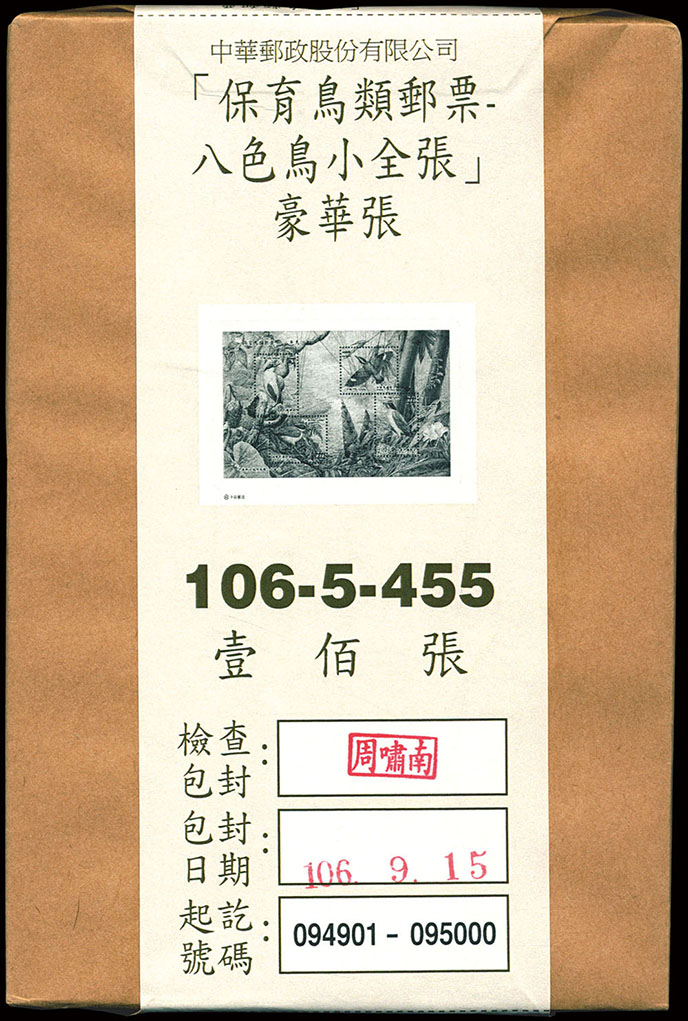 中華郵政股份有限公司
「保育鳥類郵票-
八色鳥小全張」
豪華張
106-5-455
壹佰張
檢查
包封：
周嘯南
包封
日期：
106. 9. 15
起訖
號碼：
094901 - 095000